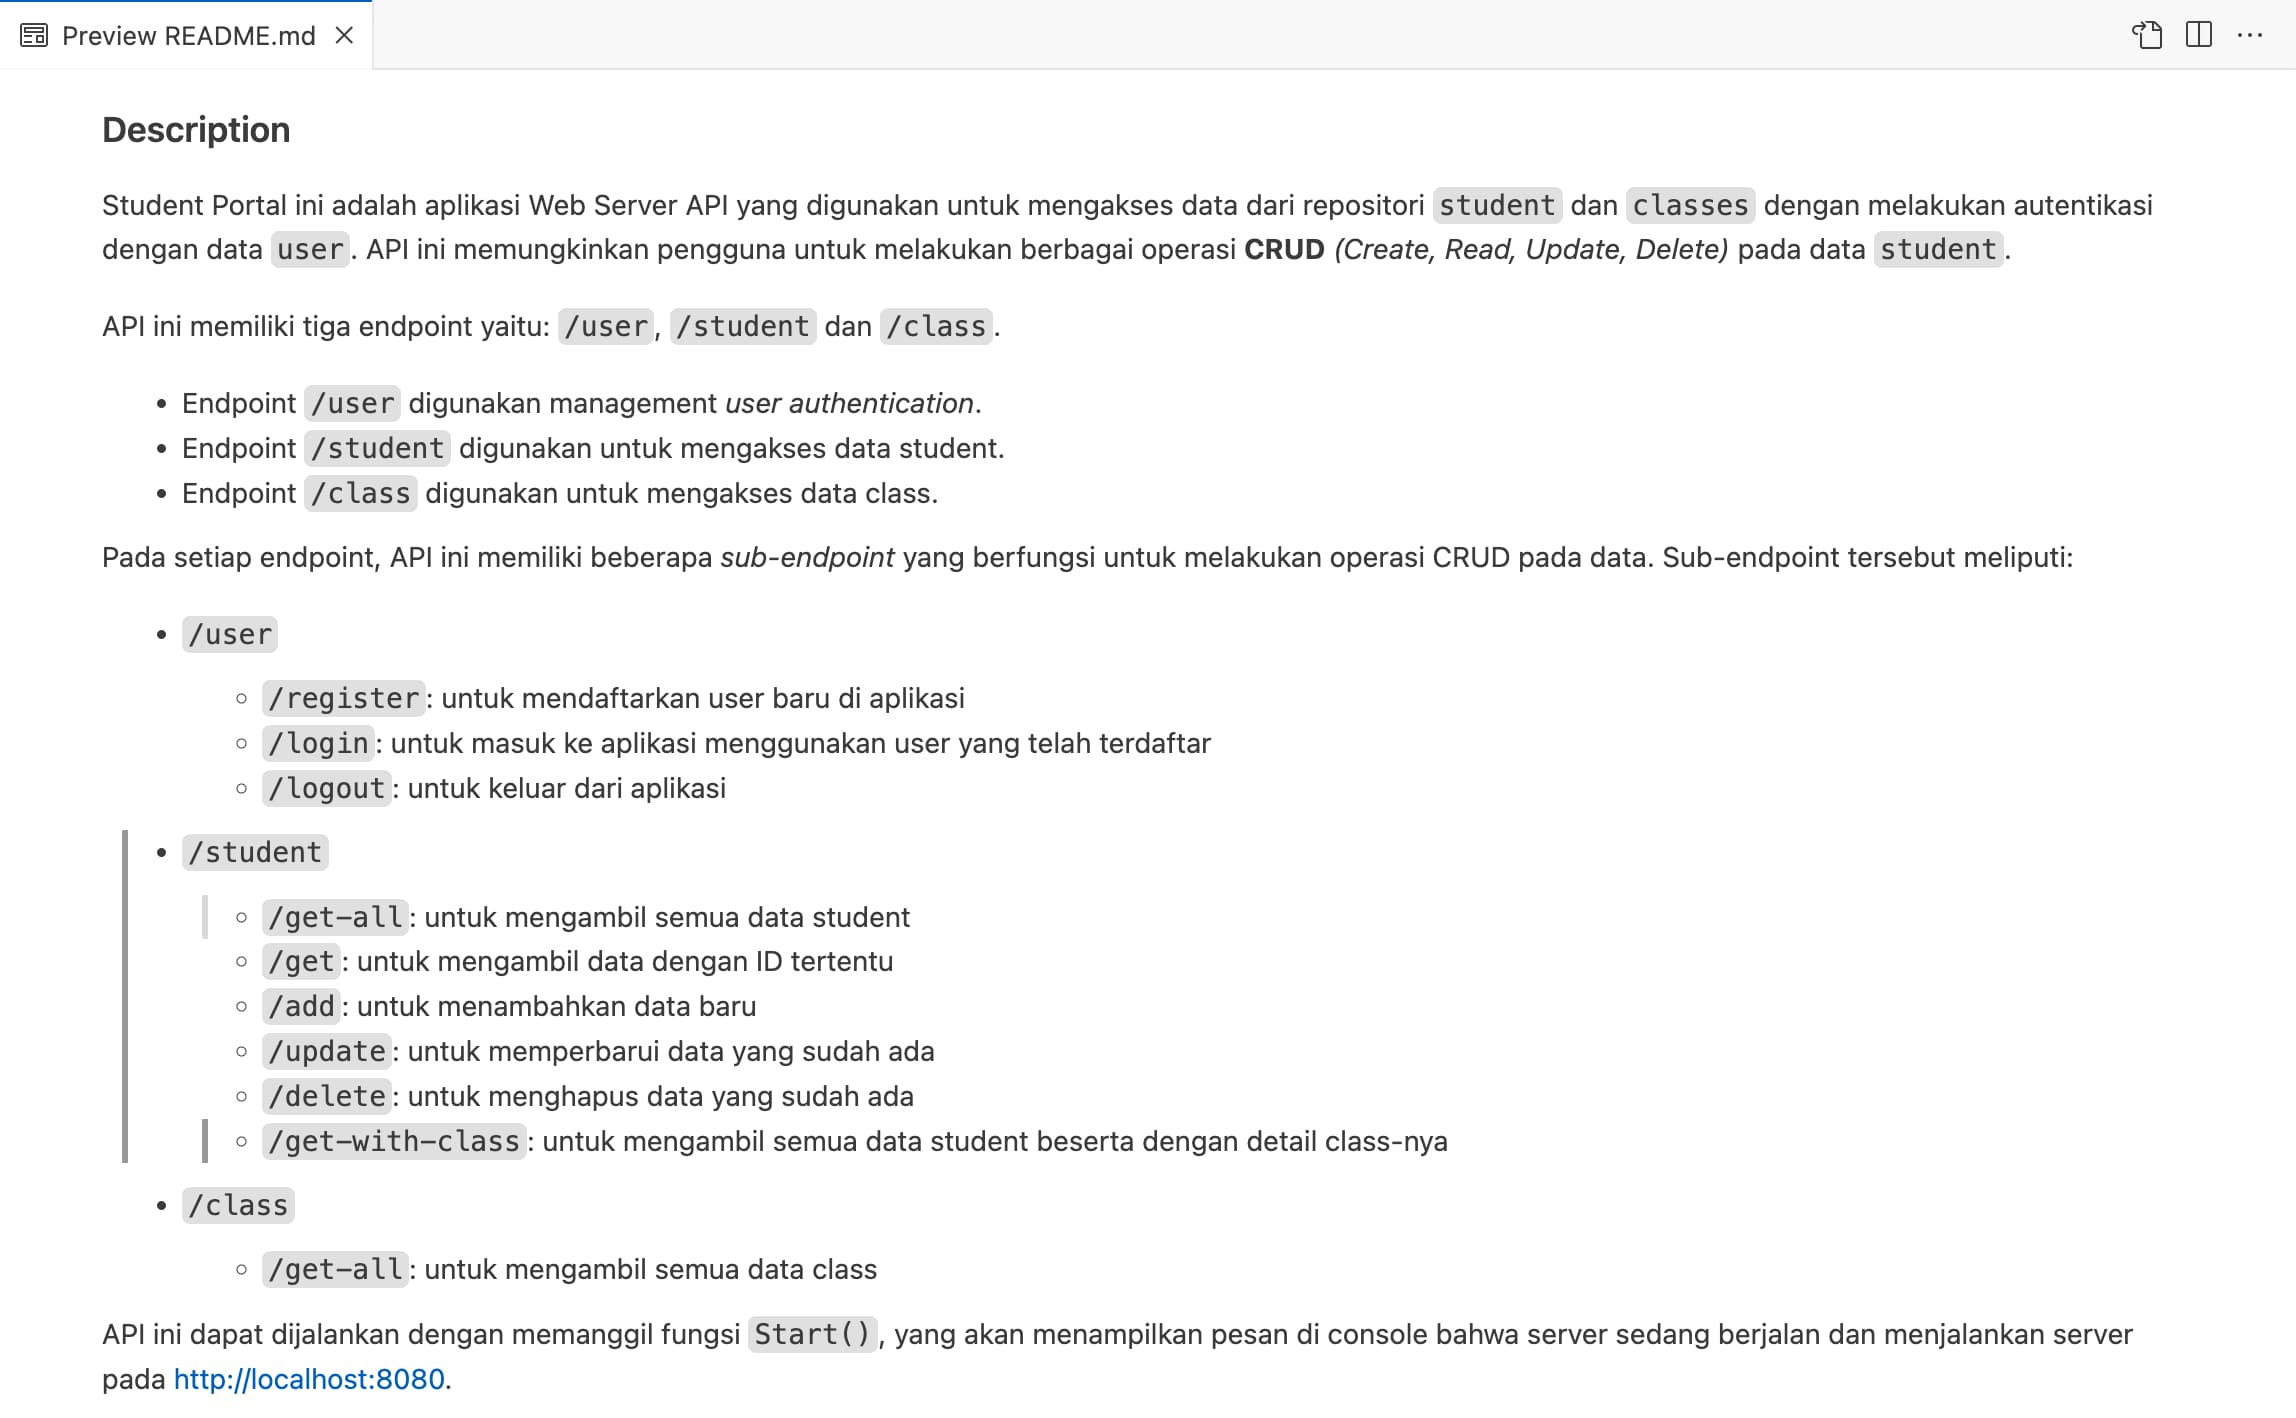 Preview README.md
Description
Student Portal ini adalah aplikasi Web Server API yang digunakan untuk mengakses data dari repositori student dan classes dengan melakukan autentikasi
dengan data user. API ini memungkinkan pengguna untuk melakukan berbagai operasi CRUD (Create, Read, Update, Delete) pada data student.
API ini memiliki tiga endpoint yaitu: /user, /student dan /class.
• Endpoint /user digunakan management user authentication.
• Endpoint /student digunakan untuk mengakses data student.
• Endpoint /class digunakan untuk mengakses data class.
Pada setiap endpoint, API ini memiliki beberapa sub-endpoint yang berfungsi untuk melakukan operasi CRUD pada data. Sub-endpoint tersebut meliputi:
• /user
◦ /register: untuk mendaftarkan user baru di aplikasi
◦ /login: untuk masuk ke aplikasi menggunakan user yang telah terdaftar
◦ /logout: untuk keluar dari aplikasi
• /student
◦ /get-all: untuk mengambil semua data student
◦ /get: untuk mengambil data dengan ID tertentu
◦ /add: untuk menambahkan data baru
◦ /update: untuk memperbarui data yang sudah ada
◦ /delete: untuk menghapus data yang sudah ada
◦ /get-with-class: untuk mengambil semua data student beserta dengan detail class-nya
• /class
◦ /get-all: untuk mengambil semua data class
API ini dapat dijalankan dengan memanggil fungsi Start(), yang akan menampilkan pesan di console bahwa server sedang berjalan dan menjalankan server
pada http://localhost:8080.